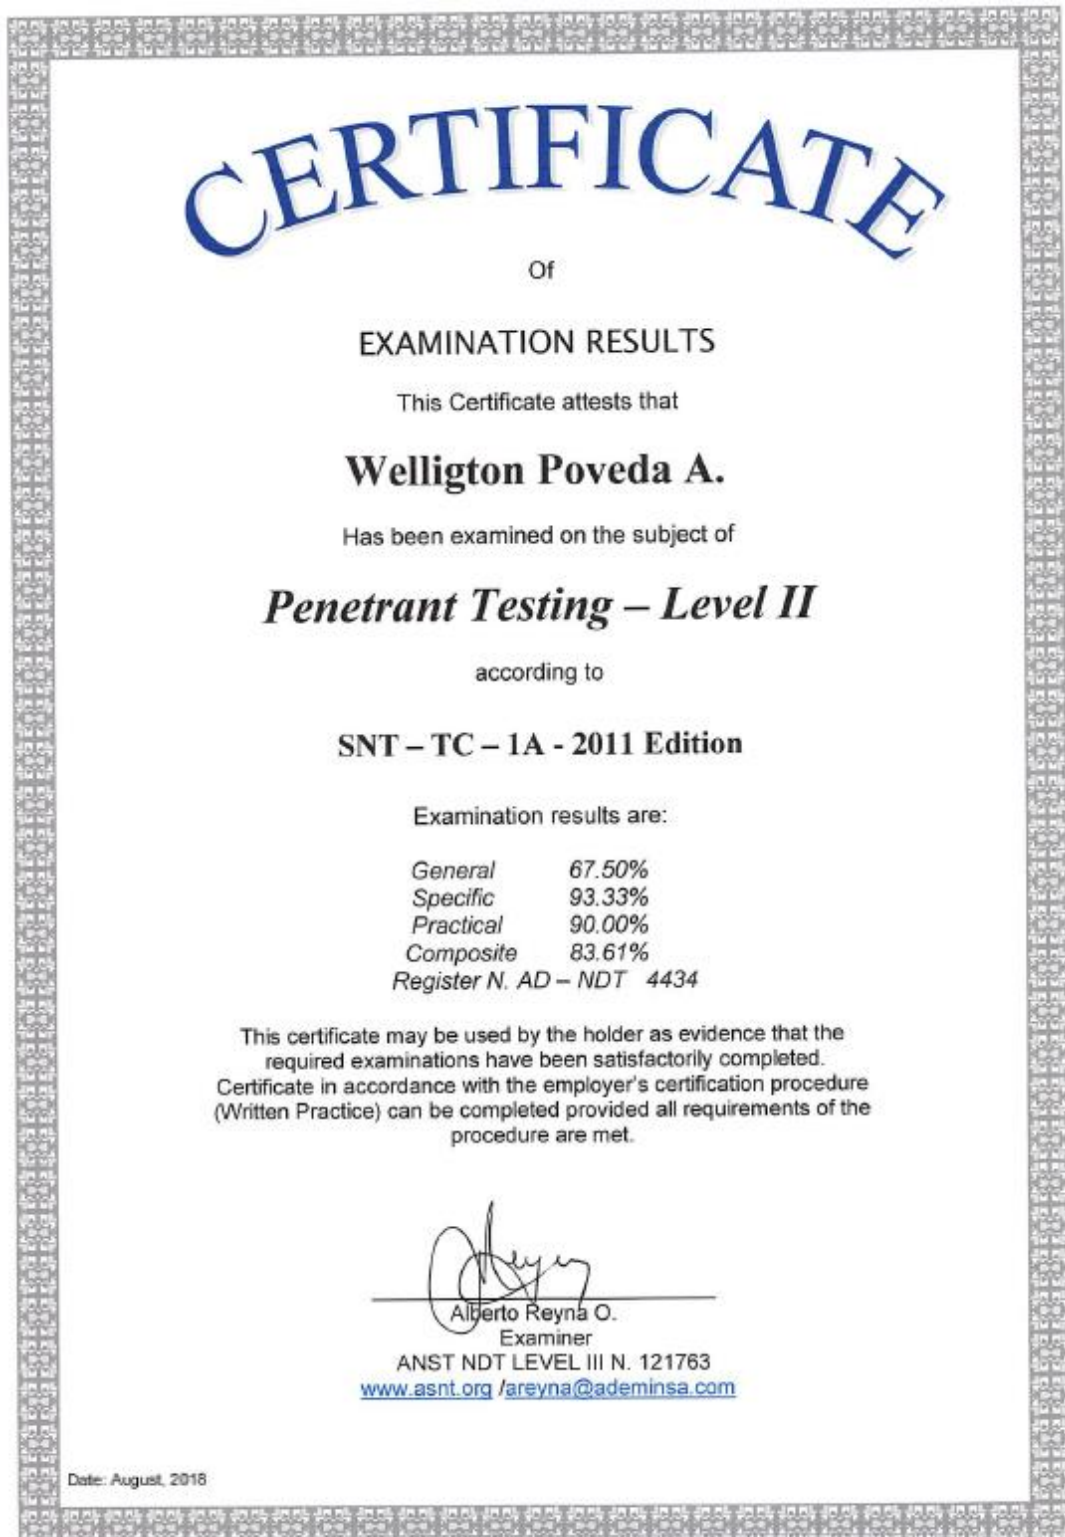 CERTIFICATE
Of
EXAMINATION RESULTS
This Certificate attests that
Welligton Poveda A.
Has been examined on the subject of
Penetrant Testing – Level II
according to
SNT – TC – 1A - 2011 Edition
Examination results are:
General 67.50%
Specific 93.33%
Practical 90.00%
Composite 83.61%
Register N. AD – NDT 4434
This certificate may be used by the holder as evidence that the
required examinations have been satisfactorily completed.
Certificate in accordance with the employer's certification procedure
(Written Practice) can be completed provided all requirements of the
procedure are met.
Alberto Reyna O.
Examiner
ANST NDT LEVEL III N. 121763
www.asnt.org /areyna@ademinsa.com
Date: August, 2018